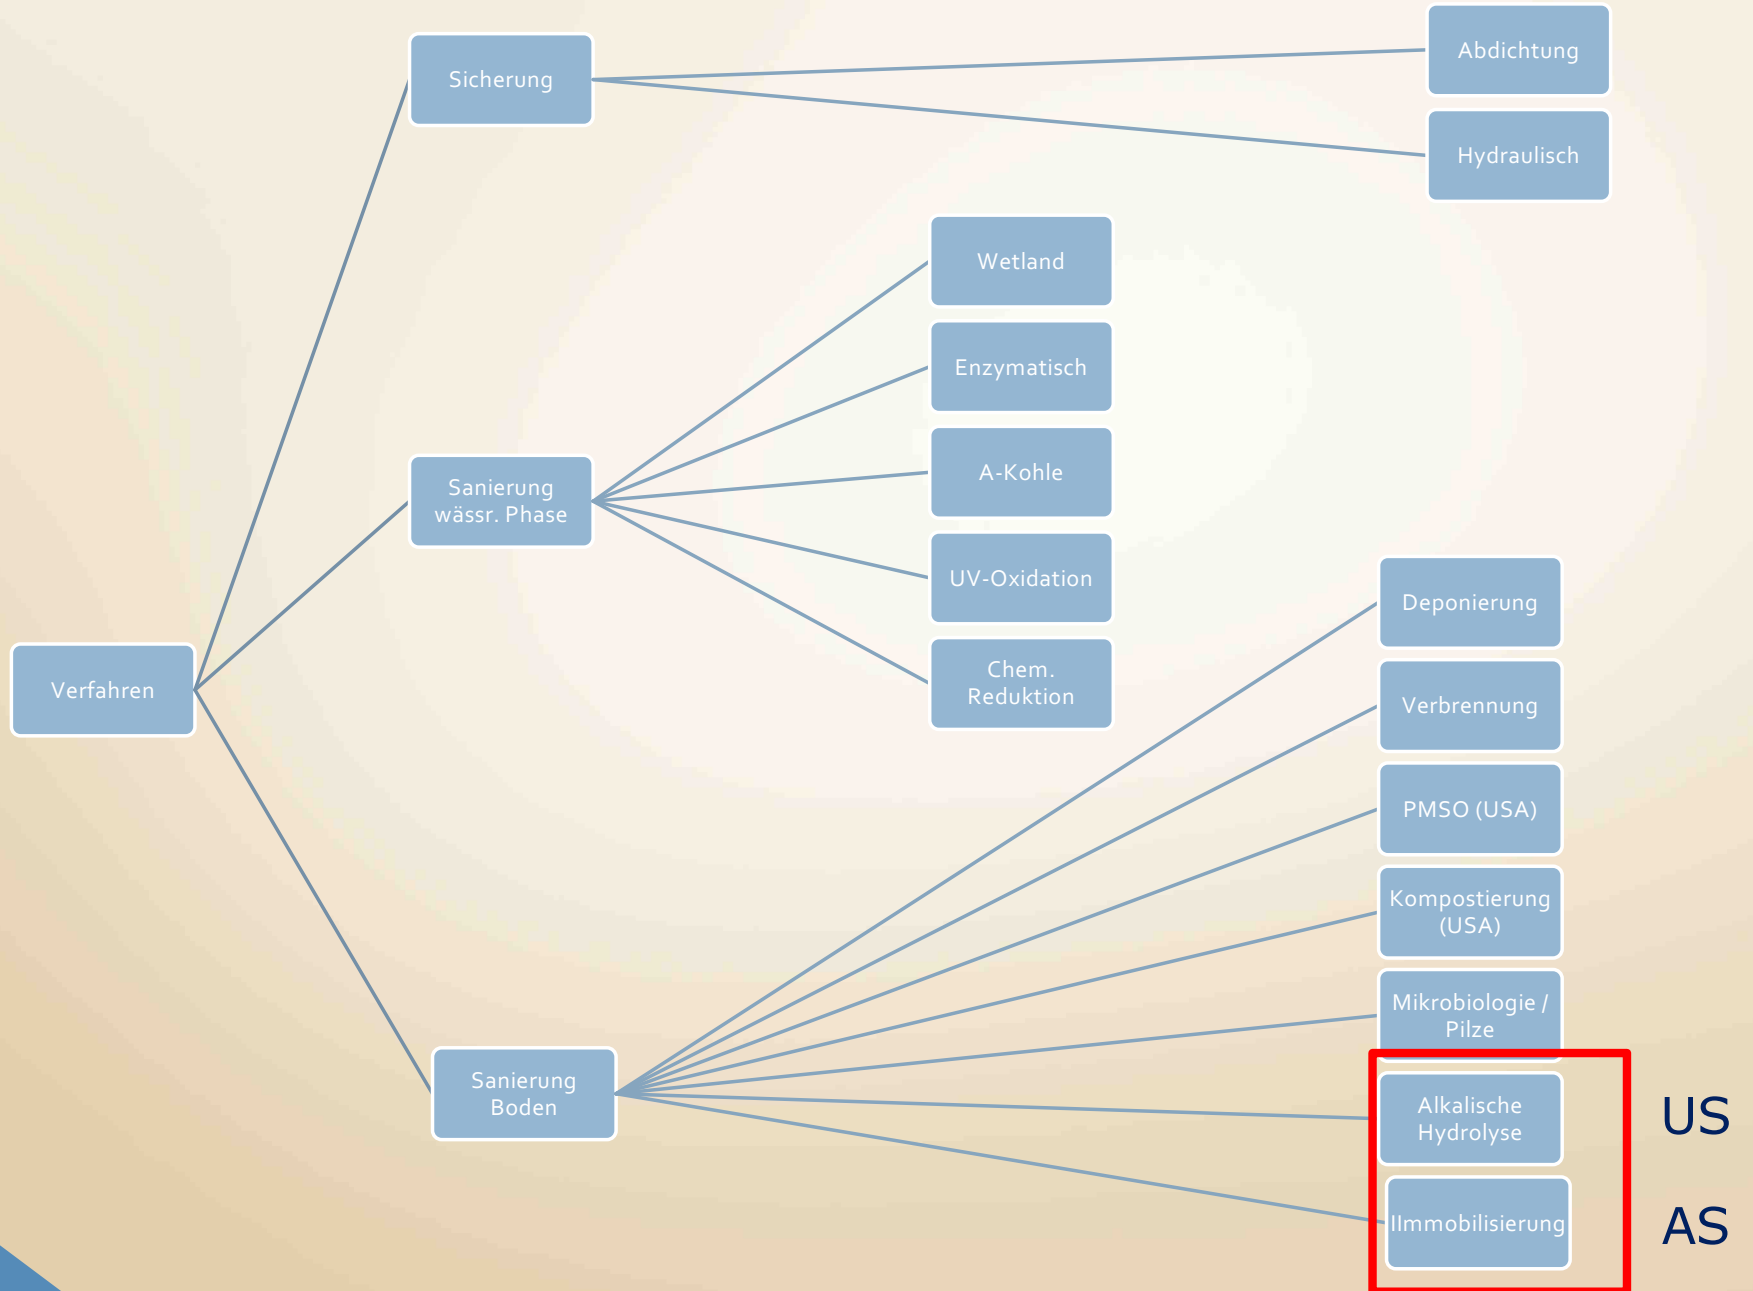 Verfahren
Sicherung
Abdichtung
Hydraulisch
Sanierung
wässr. Phase
Wetland
Enzymatisch
A-Kohle
UV-Oxidation
Chem.
Reduktion
Sanierung
Boden
Deponierung
Verbrennung
PMSO (USA)
Kompostierung
(USA)
Mikrobiologie /
Pilze
Alkalische
Hydrolyse
US
IImmobilisierung
AS